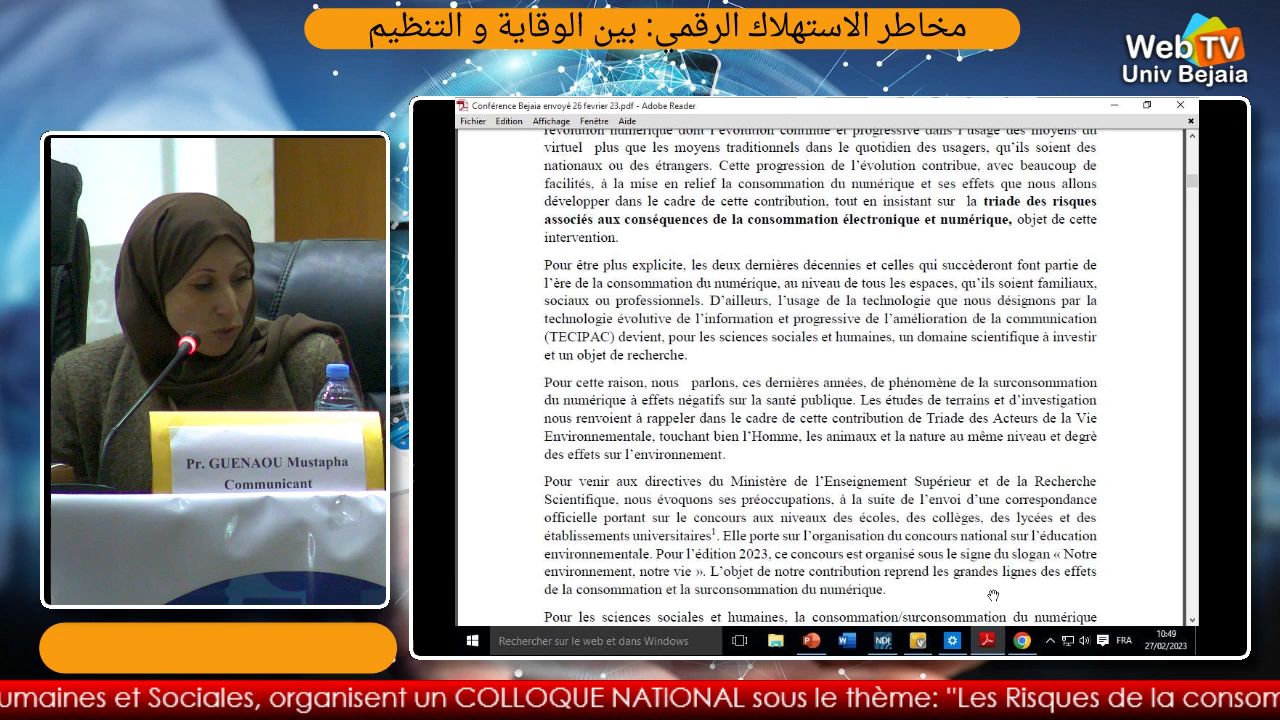 مخاطر الاستهلاك الرقمي: بين الوقاية و التنظيم
Web TV
Univ Bejaia
Conférence Bejaia envoyé 26 fevrier 23.pdf - Adobe Reader
Fichier Edition Affichage Fenêtre Aide
l'évolution numérique dont l'évolution continue et progressive dans l'usage des moyens du
virtuel plus que les moyens traditionnels dans le quotidien des usagers, qu'ils soient des
nationaux ou des étrangers. Cette progression de l'évolution contribue, avec beaucoup de
facilités, à la mise en relief la consommation du numérique et ses effets que nous allons
développer dans le cadre de cette contribution, tout en insistant sur la triade des risques
associés aux conséquences de la consommation électronique et numérique, objet de cette
intervention.
Pour être plus explicite, les deux dernières décennies et celles qui succèderont font partie de
l'ère de la consommation du numérique, au niveau de tous les espaces, qu'ils soient familiaux,
sociaux ou professionnels. D'ailleurs, l'usage de la technologie que nous désignons par la
technologie évolutive de l'information et progressive de l'amélioration de la communication
(TECIPAC) devient, pour les sciences sociales et humaines, un domaine scientifique à investir
et un objet de recherche.
Pour cette raison, nous parlons, ces dernières années, de phénomène de la surconsommation
du numérique à effets négatifs sur la santé publique. Les études de terrains et d'investigation
nous renvoient à rappeler dans le cadre de cette contribution de Triade des Acteurs de la Vie
Environnementale, touchant bien l'Homme, les animaux et la nature au même niveau et degrè
des effets sur l'environnement.
Pour venir aux directives du Ministère de l'Enseignement Supérieur et de la Recherche
Scientifique, nous évoquons ses préoccupations, à la suite de l'envoi d'une correspondance
officielle portant sur le concours aux niveaux des écoles, des collèges, des lycées et des
établissements universitaires¹. Elle porte sur l'organisation du concours national sur l'éducation
environnementale. Pour l'édition 2023, ce concours est organisé sous le signe du slogan « Notre
environnement, notre vie ». L'objet de notre contribution reprend les grandes lignes des effets
de la consommation et la surconsommation du numérique.
Pour les sciences sociales et humaines, la consommation/surconsommation du numérique
Rechercher sur le web et dans Windows
FRA
10:49
27/02/2023
Pr. GUENAOU Mustapha
Communicant
umaines et Sociales, organisent un COLLOQUE NATIONAL sous le thème: "Les Risques de la consom